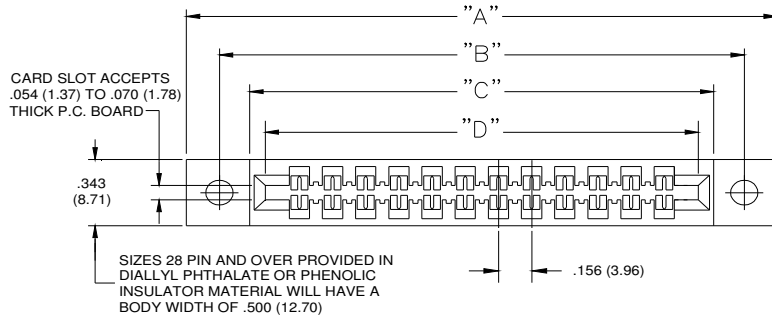 "A"
"B"
CARD SLOT ACCEPTS
.054 (1.37) TO .070 (1.78)
THICK P.C. BOARD
"C"
"D"
.343
(8.71)
SIZES 28 PIN AND OVER PROVIDED IN
DIALLYL PHTHALATE OR PHENOLIC
INSULATOR MATERIAL WILL HAVE A
BODY WIDTH OF .500 (12.70)
.156 (3.96)